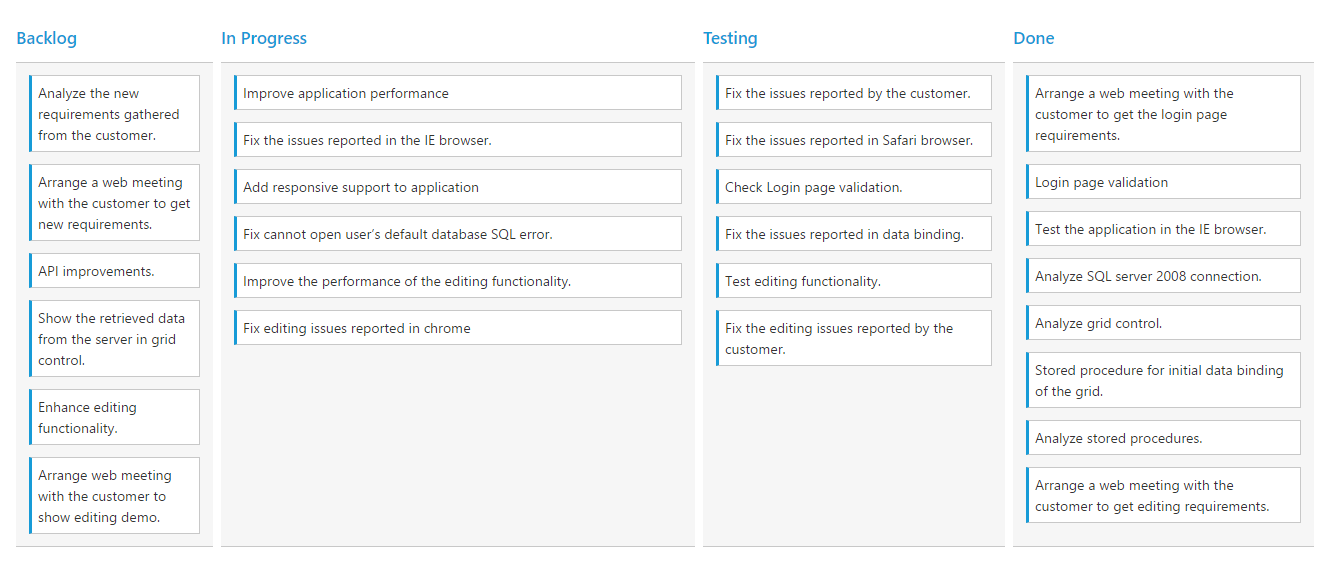 Backlog
In Progress
Testing
Done
Analyze the new
requirements gathered
from the customer.
Arrange a web meeting
with the customer to get
new requirements.
API improvements.
Show the retrieved data
from the server in grid
control.
Enhance editing
functionality.
Arrange web meeting
with the customer to
show editing demo.
Improve application performance
Fix the issues reported in the IE browser.
Add responsive support to application
Fix cannot open user’s default database SQL error.
Improve the performance of the editing functionality.
Fix editing issues reported in chrome
Fix the issues reported by the customer.
Fix the issues reported in Safari browser.
Check Login page validation.
Fix the issues reported in data binding.
Test editing functionality.
Fix the editing issues reported by the
customer.
Arrange a web meeting with the
customer to get the login page
requirements.
Login page validation
Test the application in the IE browser.
Analyze SQL server 2008 connection.
Analyze grid control.
Stored procedure for initial data binding
of the grid.
Analyze stored procedures.
Arrange a web meeting with the
customer to get editing requirements.